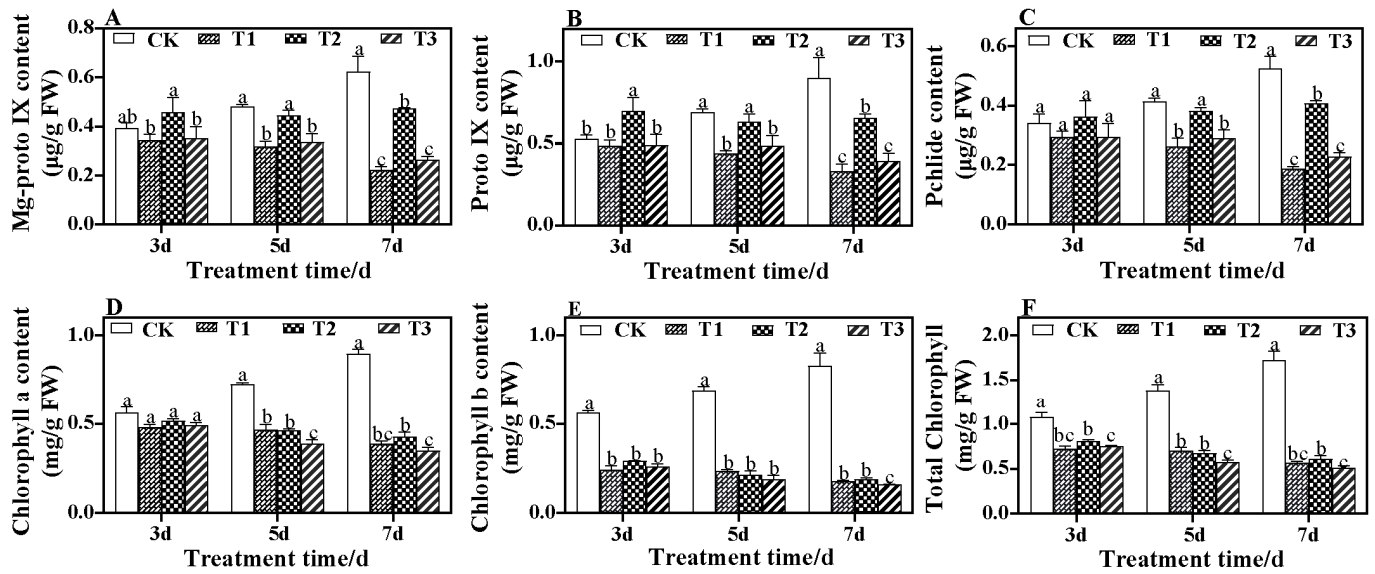 A
Mg-proto IX content
(μg/g FW)
0.8
0.6
0.4
0.2
0.0
CK T1 T2 T3
ab b a b
a b a b
a c b c
3d 5d 7d
Treatment time/d
B
Proto IX content
(μg/g FW)
1.0
0.5
0.0
CK T1 T2 T3
b b a b
a b a b
a c b c
3d 5d 7d
Treatment time/d
C
Pchlide content
(μg/g FW)
0.6
0.4
0.2
0.0
CK T1 T2 T3
a a a a
a b a b
a c b c
3d 5d 7d
Treatment time/d
D
Chlorophyll a content
(mg/g FW)
1.0
0.5
0.0
CK T1 T2 T3
a a a a
a b b c
a bc b c
3d 5d 7d
Treatment time/d
E
Chlorophyll b content
(mg/g FW)
1.0
0.5
0.0
CK T1 T2 T3
a b b b
a b b b
a b b c
3d 5d 7d
Treatment time/d
F
Total Chlorophyll
(mg/g FW)
2.0
1.5
1.0
0.5
0.0
CK T1 T2 T3
a bc b c
a b b c
a bc b c
3d 5d 7d
Treatment time/d